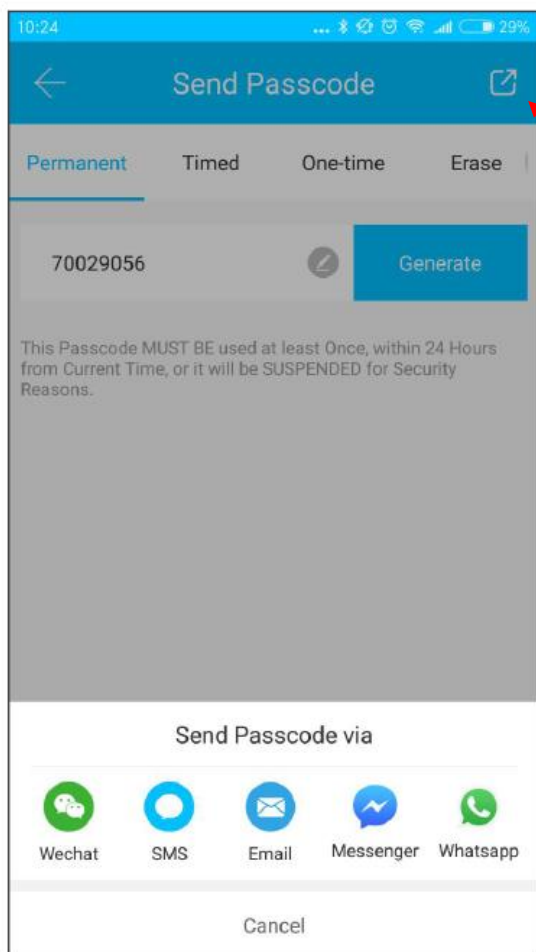 10:24 ... 29%
Send Passcode
Permanent Timed One-time Erase
70029056 Generate
This Passcode MUST BE used at least Once, within 24 Hours
from Current Time, or it will be SUSPENDED for Security
Reasons.
Send Passcode via
Wechat SMS Email Messenger Whatsapp
Cancel